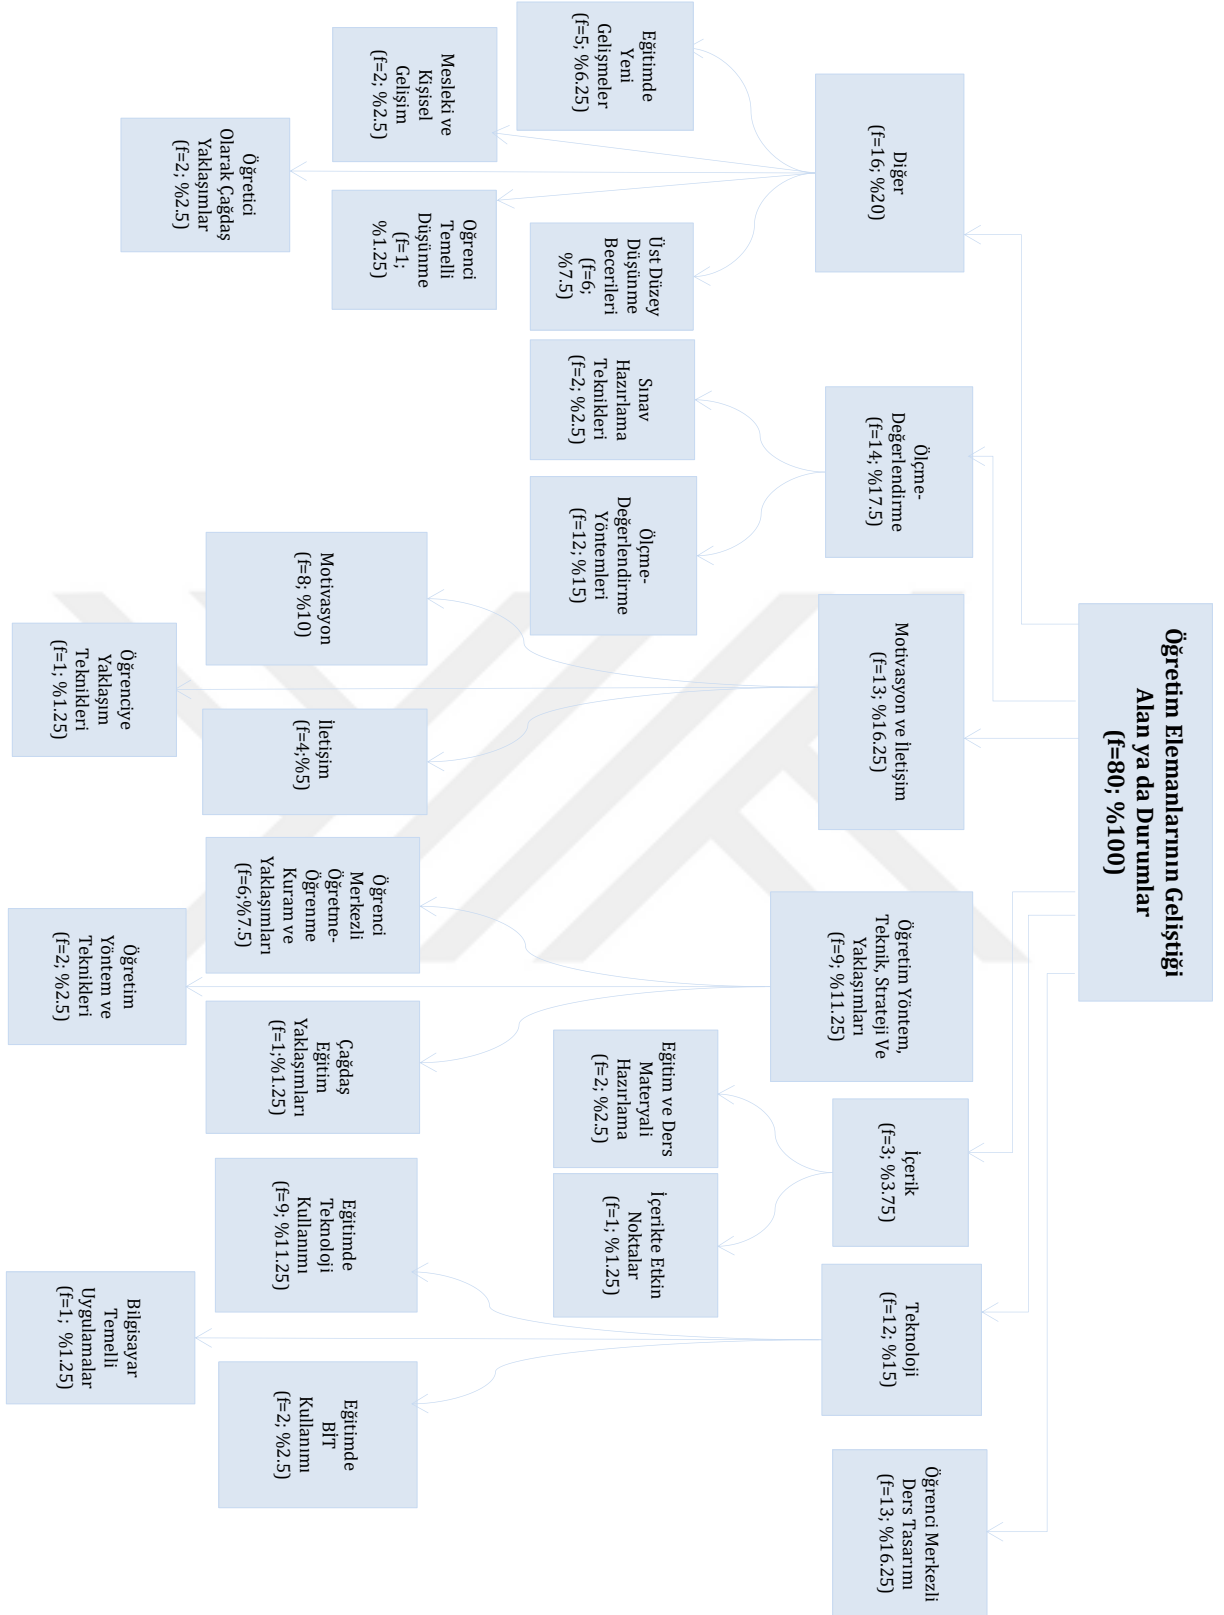 Öğretim Elemanlarının Geliştiği
Alan ya da Durumlar
(f=80; %100)
Diğer
(f=16; %20)
Ölçme-
Değerlendirme
(f=14; %17.5)
Motivasyon ve İletişim
(f=13; %16.25)
Öğretim Yöntem,
Teknik, Strateji Ve
Yaklaşımları
(f=9; %11.25)
İçerik
(f=3; %3.75)
Teknoloji
(f=12; %15)
Öğrenci Merkezli
Ders Tasarımı
(f=13; %16.25)
Eğitimde
Yeni
Gelişmeler
(f=5; %6.25)
Mesleki ve
Kişisel
Gelişim
(f=2; %2.5)
Öğretici
Olarak Çağdaş
Yaklaşımlar
(f=2; %2.5)
Öğrenci
Temelli
Düşünme
(f=1;
%1.25)
Üst Düzey
Düşünme
Becerileri
(f=6;
%7.5)
Sınav
Hazırlama
Teknikleri
(f=2; %2.5)
Ölçme-
Değerlendirme
Yöntemleri
(f=12; %15)
Motivasyon
(f=8; %10)
Öğrenciye
Yaklaşım
Teknikleri
(f=1; %1.25)
İletişim
(f=4;%5)
Öğrenci
Merkezli
Öğretme-
Öğrenme
Kuram ve
Yaklaşımları
(f=6;%7.5)
Öğretim
Yöntem ve
Teknikleri
(f=2; %2.5)
Çağdaş
Eğitim
Yaklaşımları
(f=1;%1.25)
Eğitim ve Ders
Materyali
Hazırlama
(f=2; %2.5)
İçerikte Etkin
Noktalar
(f=1; %1.25)
Eğitimde
Teknoloji
Kullanımı
(f=9; %11.25)
Bilgisayar
Temelli
Uygulamalar
(f=1; %1.25)
Eğitimde
BİT
Kullanımı
(f=2; %2.5)